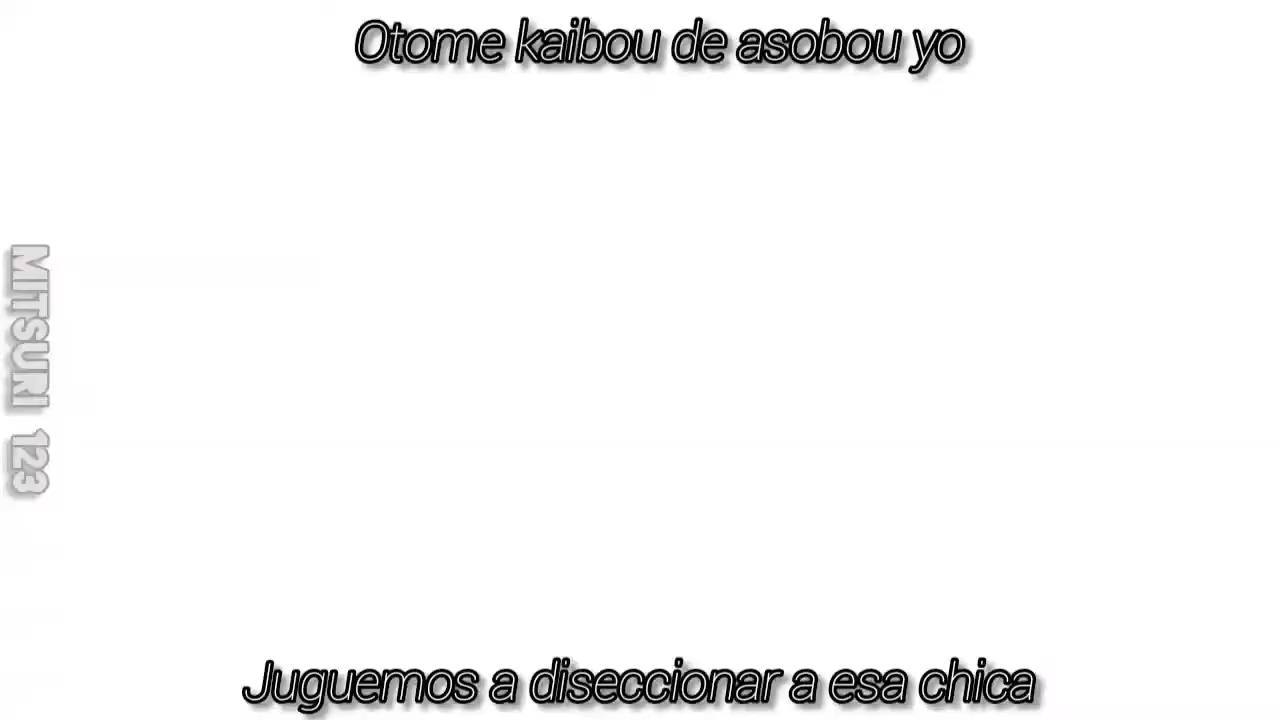 Otome kaibou de asobou yo
MITSURI 123
Juguemos a diseccionar a esa chica